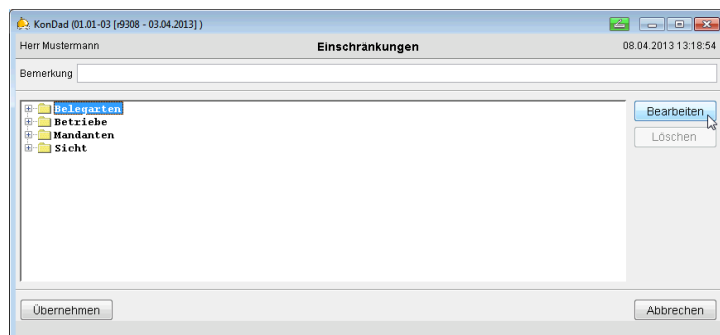 KonDad (01.01-03 [r9308 - 03.04.2013] )
Herr Mustermann Einschränkungen 08.04.2013 13:18:54
Bemerkung
Belegarten
Betriebe
Mandanten
Sicht
Bearbeiten
Löschen
Übernehmen Abbrechen